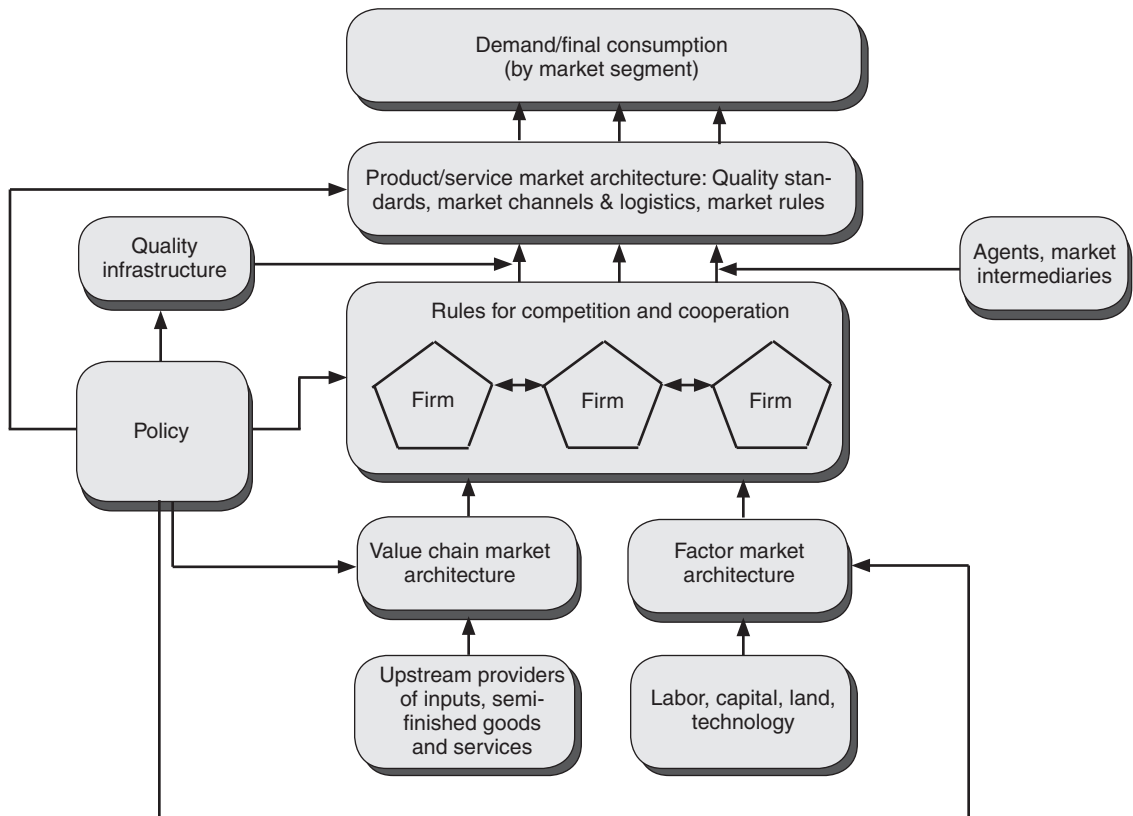 Demand/final consumption
(by market segment)
Product/service market architecture: Quality stan-
dards, market channels & logistics, market rules
Quality
infrastructure
Agents, market
intermediaries
Rules for competition and cooperation
Firm
Firm
Firm
Policy
Value chain market
architecture
Factor market
architecture
Upstream providers
of inputs, semi-
finished goods
and services
Labor, capital, land,
technology